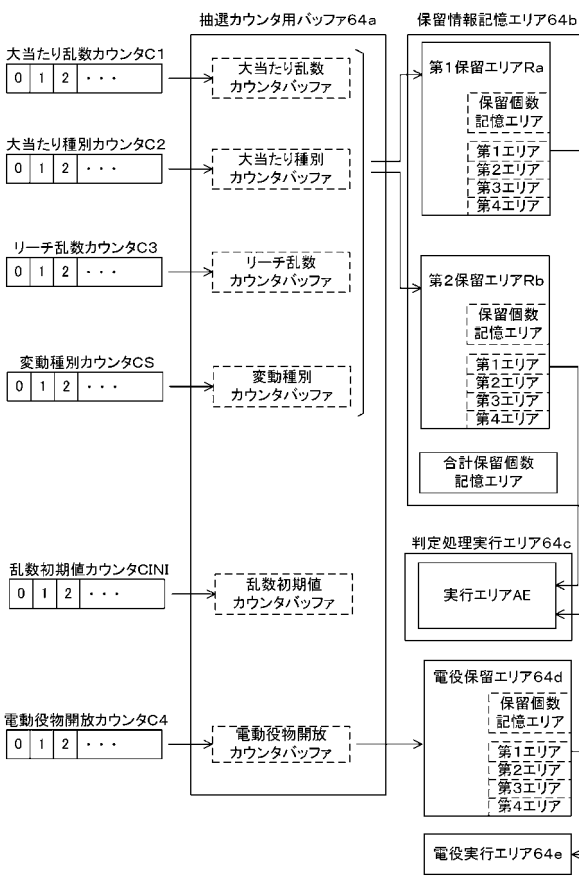 抽選カウンタ用バッファ64a
保留情報記憶エリア64b
大当たり乱数カウンタC1
0 1 2 ・・・
大当たり乱数
カウンタバッファ
大当たり種別カウンタC2
0 1 2 ・・・
大当たり種別
カウンタバッファ
リーチ乱数カウンタC3
0 1 2 ・・・
リーチ乱数
カウンタバッファ
変動種別カウンタCS
0 1 2 ・・・
変動種別
カウンタバッファ
乱数初期値カウンタCINI
0 1 2 ・・・
乱数初期値
カウンタバッファ
電動役物開放カウンタC4
0 1 2 ・・・
電動役物開放
カウンタバッファ
第1保留エリアRa
保留個数
記憶エリア
第1エリア
第2エリア
第3エリア
第4エリア
第2保留エリアRb
保留個数
記憶エリア
第1エリア
第2エリア
第3エリア
第4エリア
合計保留個数
記憶エリア
判定処理実行エリア64c
実行エリアAE
電役保留エリア64d
保留個数
記憶エリア
第1エリア
第2エリア
第3エリア
第4エリア
電役実行エリア64e